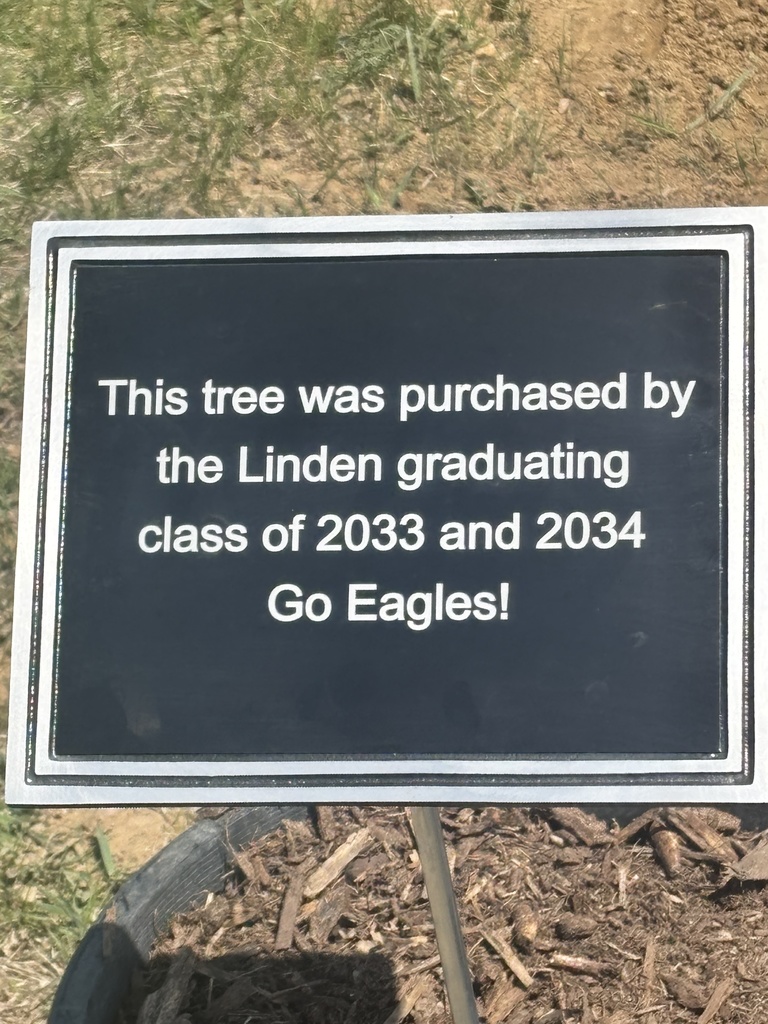 This tree was purchased by
the Linden graduating
class of 2033 and 2034
Go Eagles!